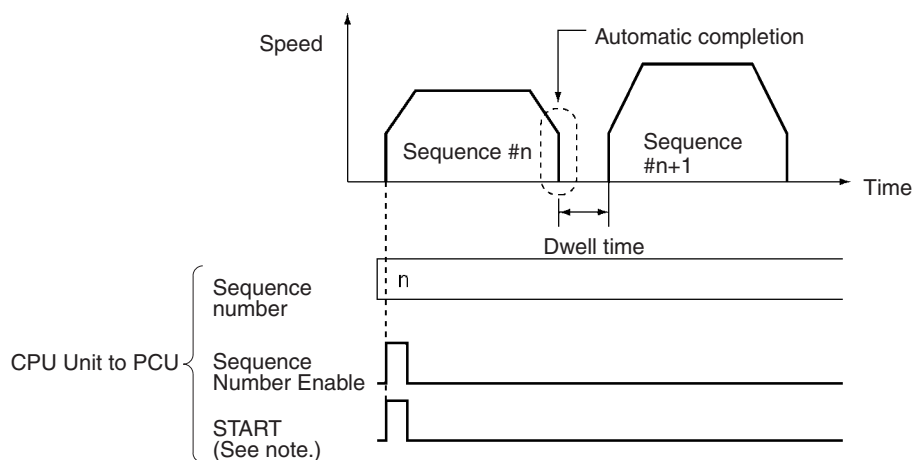 Speed
Automatic completion
Sequence #n
Sequence
#n+1
Time
Dwell time
CPU Unit to PCU
Sequence
number
n
Sequence
Number Enable
START
(See note.)